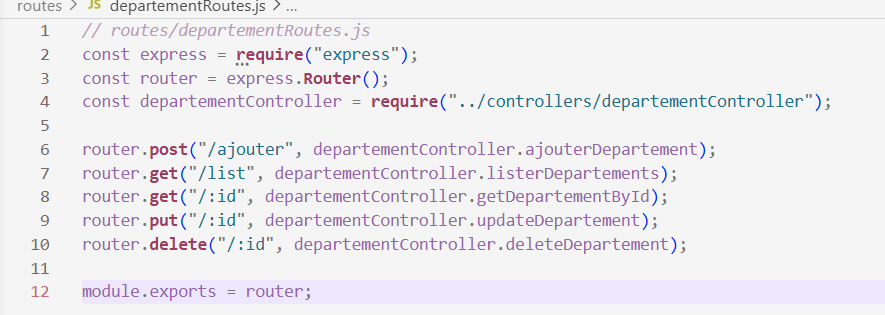 routes > JS departementRoutes.js > ...
1 // routes/departementRoutes.js
2 const express = require("express");
3 const router = express.Router();
4 const departementController = require("../controllers/departementController");
5
6 router.post("/ajouter", departementController.ajouterDepartement);
7 router.get("/list", departementController.listerDepartements);
8 router.get("/:id", departementController.getDepartementById);
9 router.put("/:id", departementController.updateDepartement);
10 router.delete("/:id", departementController.deleteDepartement);
11
12 module.exports = router;